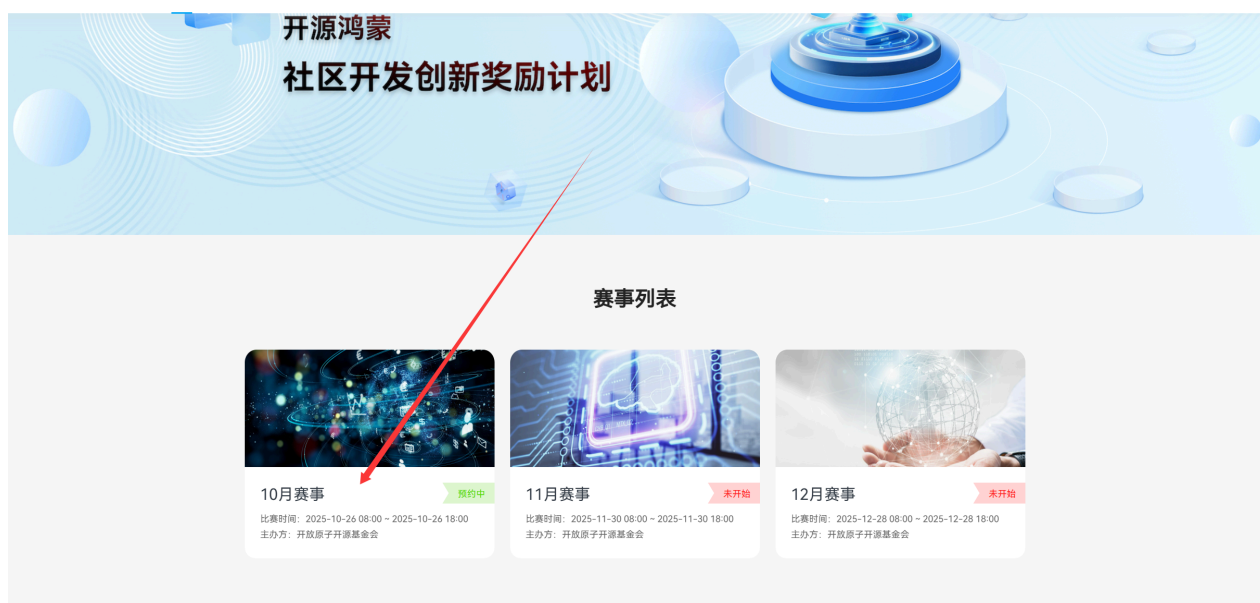 开源鸿蒙
社区开发创新奖励计划
赛事列表
10月赛事
预约中
比赛时间：2025-10-26 08:00 ~ 2025-10-26 18:00
主办方：开放原子开源基金会
11月赛事
未开始
比赛时间：2025-11-30 08:00 ~ 2025-11-30 18:00
主办方：开放原子开源基金会
12月赛事
未开始
比赛时间：2025-12-28 08:00 ~ 2025-12-28 18:00
主办方：开放原子开源基金会